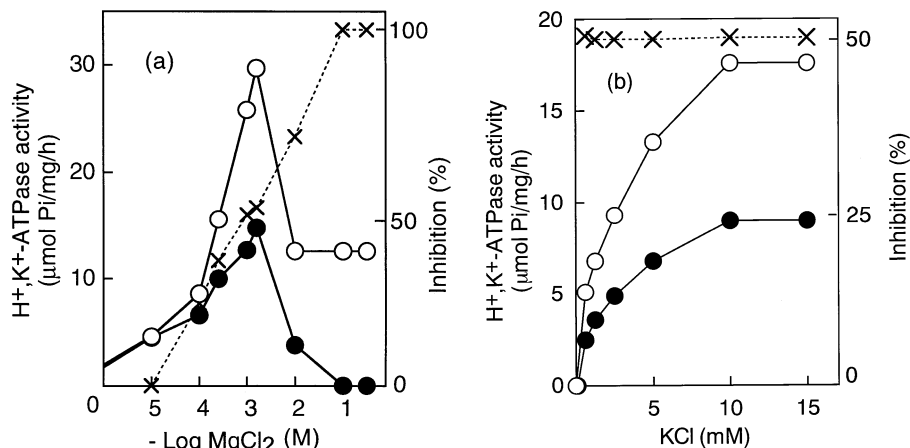 (a)
H+,K+-ATPase activity
(µmol Pi/mg/h)
30
20
10
0
5
4
3
2
1
- Log MgCl2 (M)
100
50
0
Inhibition (%)
(b)
H+,K+-ATPase activity
(µmol Pi/mg/h)
20
15
10
5
0
5
10
15
KCl (mM)
50
25
0
Inhibition (%)